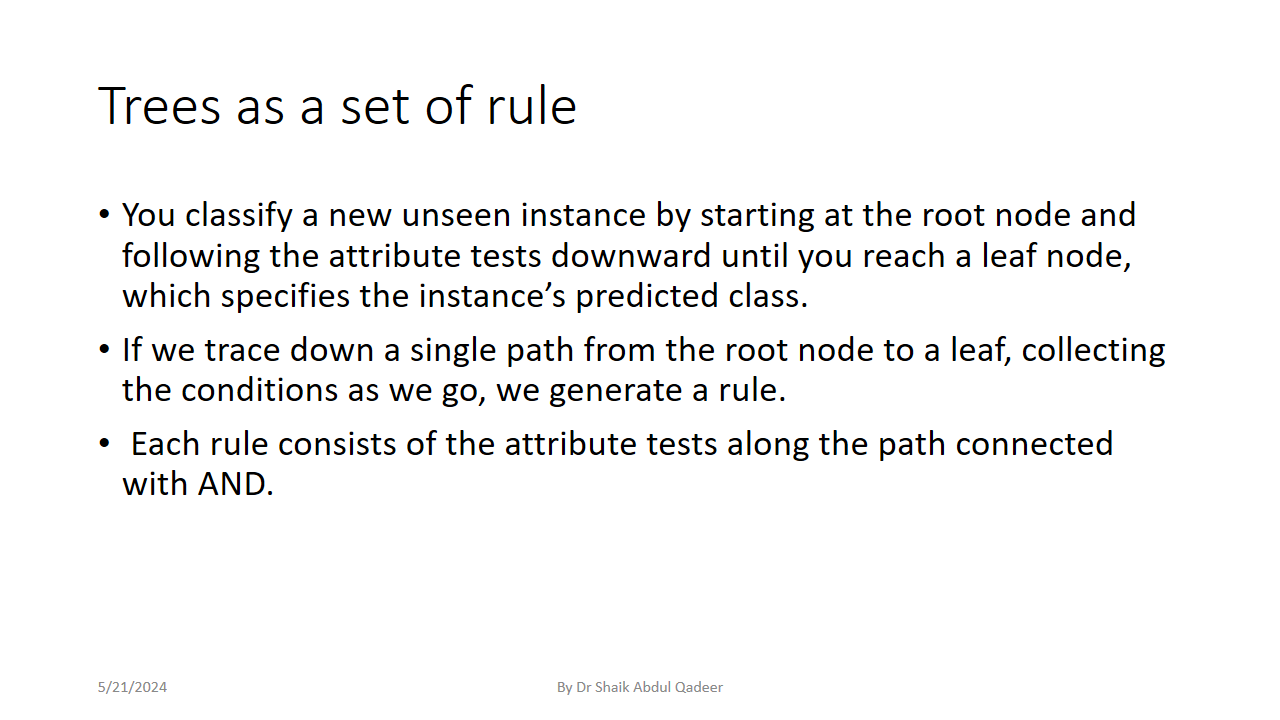 Trees as a set of rule
• You classify a new unseen instance by starting at the root node and
following the attribute tests downward until you reach a leaf node,
which specifies the instance’s predicted class.
• If we trace down a single path from the root node to a leaf, collecting
the conditions as we go, we generate a rule.
• Each rule consists of the attribute tests along the path connected
with AND.
5/21/2024
By Dr Shaik Abdul Qadeer